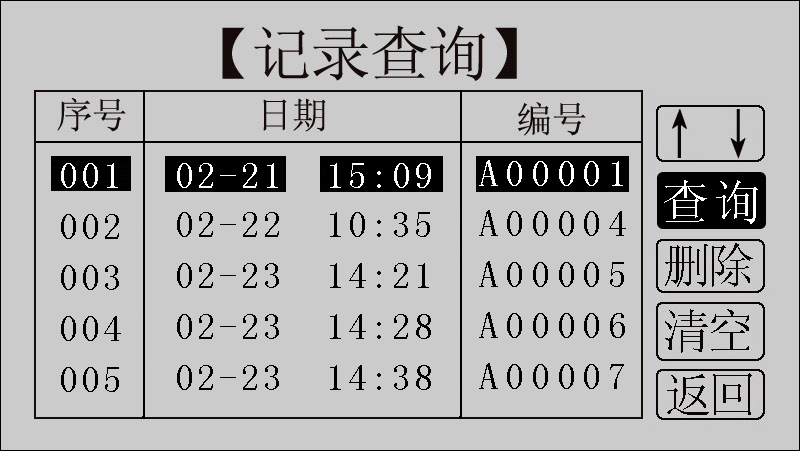 【记录查询】
序号 日期 编号
↑ ↓
001 02-21 15:09 A00001
查询
002 02-22 10:35 A00004
删除
003 02-23 14:21 A00005
清空
004 02-23 14:28 A00006
返回
005 02-23 14:38 A00007